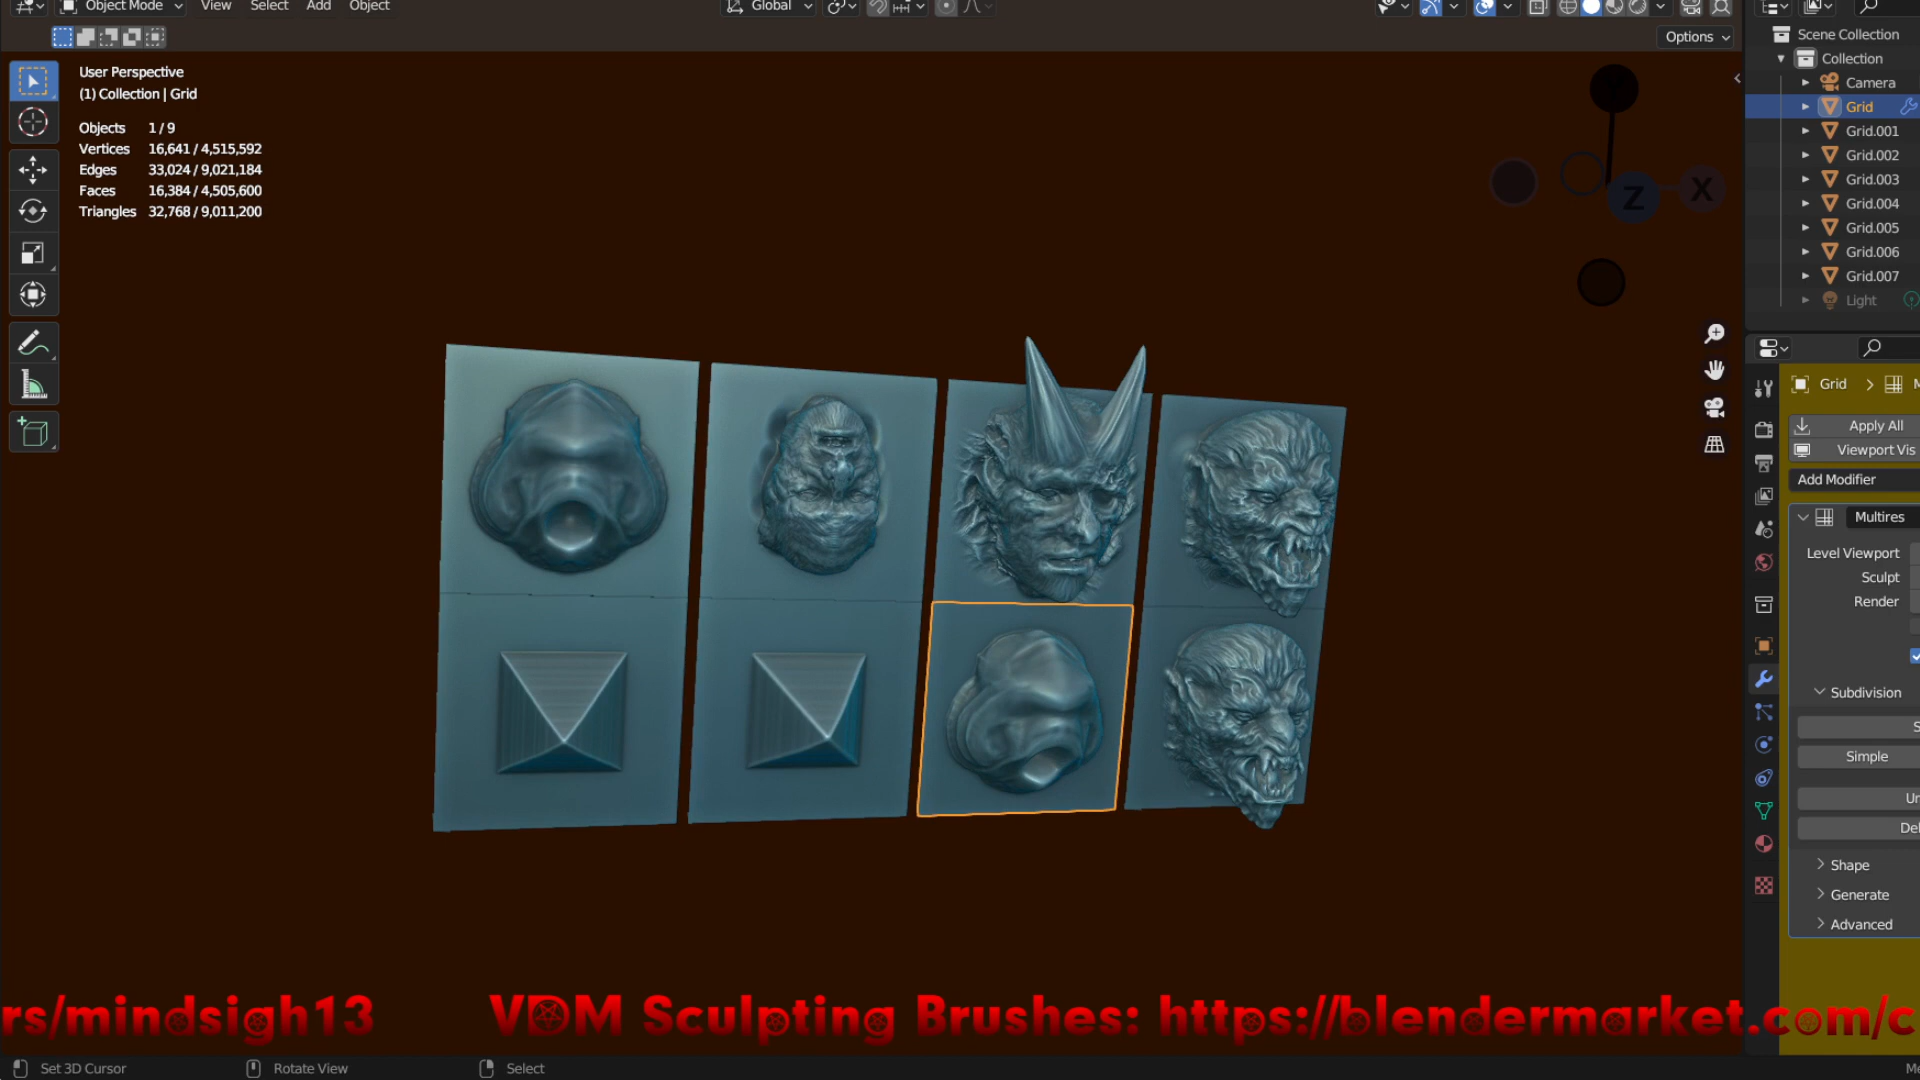 Object Mode View Select Add Object Global
Options
User Perspective
(1) Collection | Grid
Objects 1 / 9
Vertices 16,641 / 4,515,592
Edges 33,024 / 9,021,184
Faces 16,384 / 4,505,600
Triangles 32,768 / 9,011,200
Z X
Scene Collection
Collection
Camera
Grid
Grid.001
Grid.002
Grid.003
Grid.004
Grid.005
Grid.006
Grid.007
Light
Grid > M
Apply All
Viewport Vis
Add Modifier
Multires
Level Viewport
Sculpt
Render
Subdivision
S
Simple
Un
Del
Shape
Generate
Advanced
rs/mindsigh13 VDM Sculpting Brushes: https://blendermarket.com/c
Set 3D Cursor Rotate View Select Me